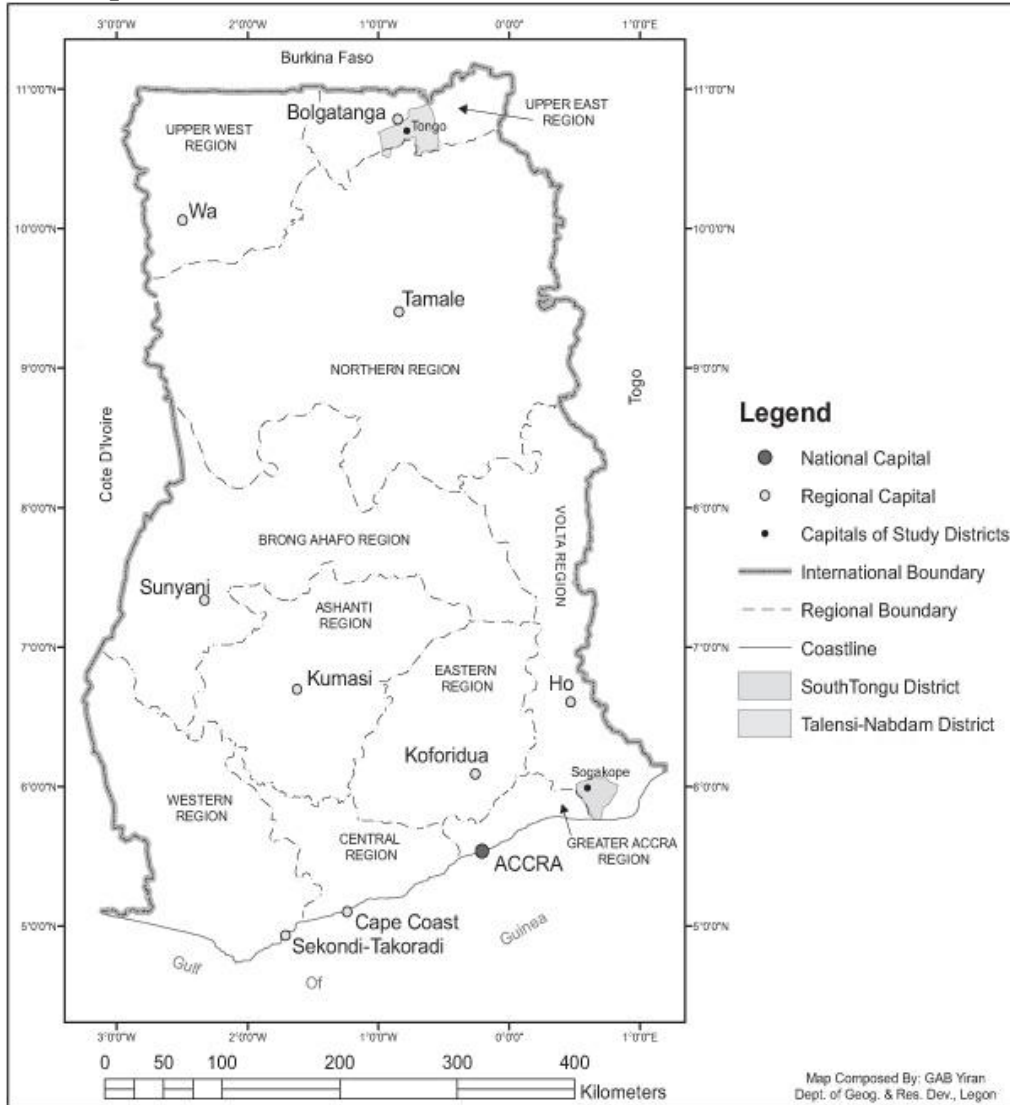 3°0'0"W 2°0'0"W 1°0'0"W 0°0'0" 1°0'0"E
Burkina Faso
11°0'0"N 11°0'0"N
Bolgatanga
Tongo
UPPER EAST
REGION
UPPER WEST
REGION
Wa
10°0'0"N 10°0'0"N
Tamale
9°0'0"N 9°0'0"N
NORTHERN REGION
Togo
Cote D'Ivoire
8°0'0"N 8°0'0"N
BRONG AHAFO REGION
VOLTA REGION
Sunyani
ASHANTI
REGION
7°0'0"N 7°0'0"N
Kumasi
EASTERN
REGION
Ho
Koforidua
Sogakope
6°0'0"N 6°0'0"N
WESTERN
REGION
CENTRAL
REGION
GREATER ACCRA
REGION
ACCRA
5°0'0"N 5°0'0"N
Cape Coast
Sekondi-Takoradi
Gulf Of Guinea
3°0'0"W 2°0'0"W 1°0'0"W 0°0'0" 1°0'0"E
Legend
National Capital
Regional Capital
Capitals of Study Districts
International Boundary
Regional Boundary
Coastline
SouthTongu District
Talensi-Nabdam District
0 50 100 200 300 400
Kilometers
Map Composed By: GAB Yiran
Dept. of Geog. & Res. Dev., Legon